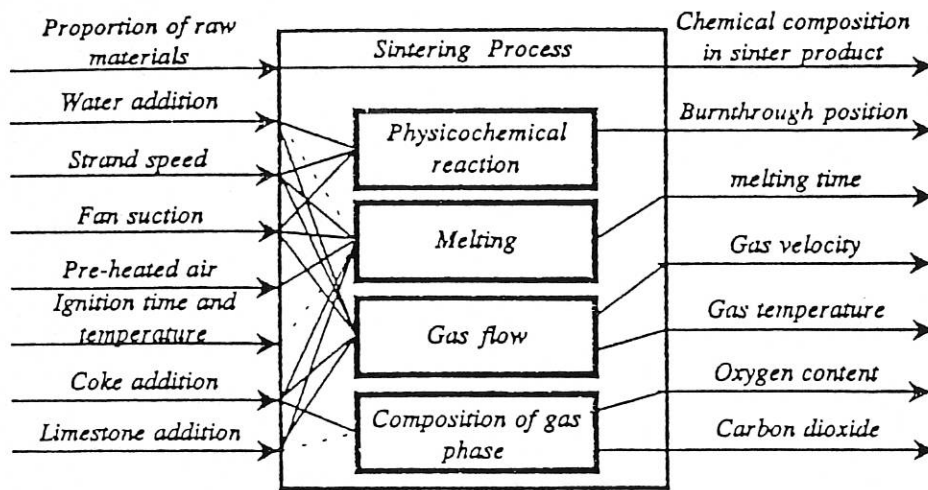 Proportion of raw
materials
Water addition
Strand speed
Fan suction
Pre-heated air
Ignition time and
temperature
Coke addition
Limestone addition
Sintering Process
Physicochemical
reaction
Melting
Gas flow
Composition of gas
phase
Chemical composition
in sinter product
Burnthrough position
melting time
Gas velocity
Gas temperature
Oxygen content
Carbon dioxide